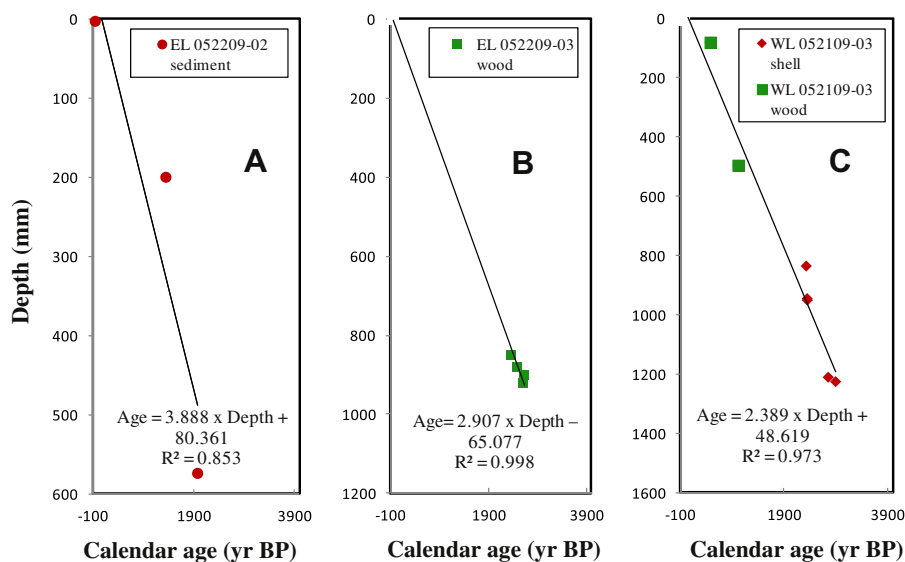 Depth (mm)
0
100
200
300
400
500
600
-100 1900 3900
Calendar age (yr BP)
EL 052209-02
sediment
A
Age = 3.888 x Depth +
80.361
R² = 0.853
0
200
400
600
800
1000
1200
-100 1900 3900
Calendar age (yr BP)
EL 052209-03
wood
B
Age= 2.907 x Depth –
65.077
R² = 0.998
0
200
400
600
800
1000
1200
1400
1600
-100 1900 3900
Calendar age (yr BP)
WL 052109-03
shell
WL 052109-03
wood
C
Age = 2.389 x Depth +
48.619
R² = 0.973